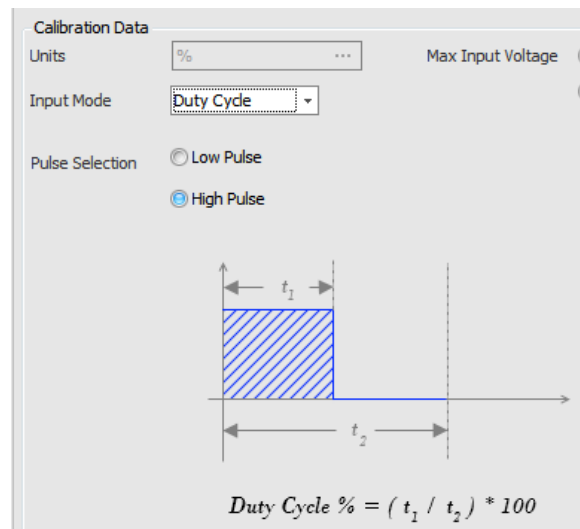 Calibration Data
Units % ... Max Input Voltage
Input Mode Duty Cycle
Pulse Selection Low Pulse
High Pulse
t₁
t₂
Duty Cycle % = ( t₁ / t₂ ) * 100